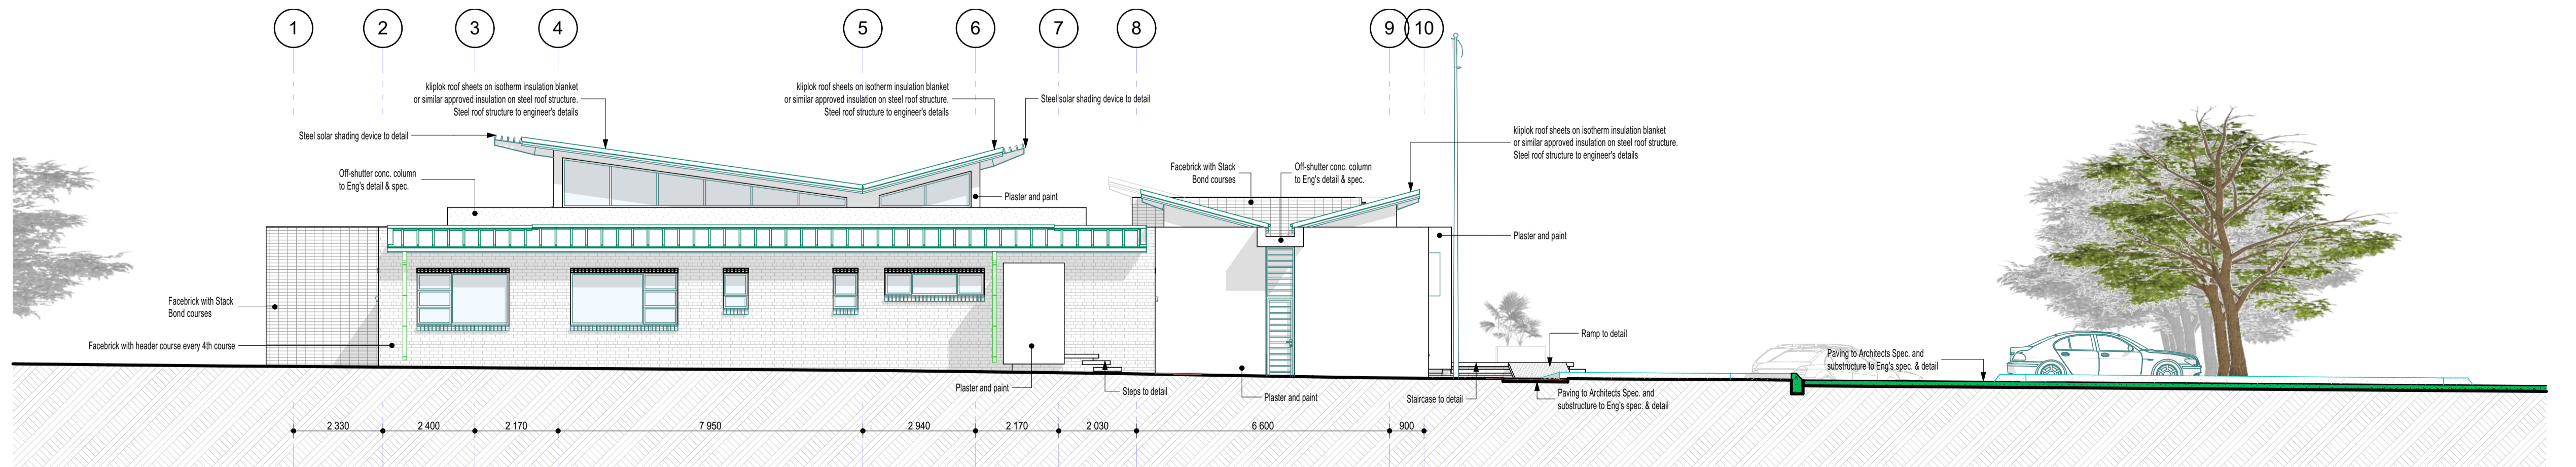 1
2
3
4
5
6
7
8
9
10
kliplok roof sheets on isotherm insulation blanket
or similar approved insulation on steel roof structure.
Steel roof structure to engineer's details
kliplok roof sheets on isotherm insulation blanket
or similar approved insulation on steel roof structure.
Steel roof structure to engineer's details
Steel solar shading device to detail
Steel solar shading device to detail
kliplok roof sheets on isotherm insulation blanket
or similar approved insulation on steel roof structure.
Steel roof structure to engineer's details
Off-shutter conc. column
to Eng's detail & spec.
Facebrick with Stack
Bond courses
Off-shutter conc. column
to Eng's detail & spec.
Plaster and paint
Plaster and paint
Facebrick with Stack
Bond courses
Facebrick with header course every 4th course
Ramp to detail
Paving to Architects Spec. and
substructure to Eng's spec. & detail
Plaster and paint
Steps to detail
Plaster and paint
Staircase to detail
Paving to Architects Spec. and
substructure to Eng's spec. & detail
2 330
2 400
2 170
7 950
2 940
2 170
2 030
6 600
900